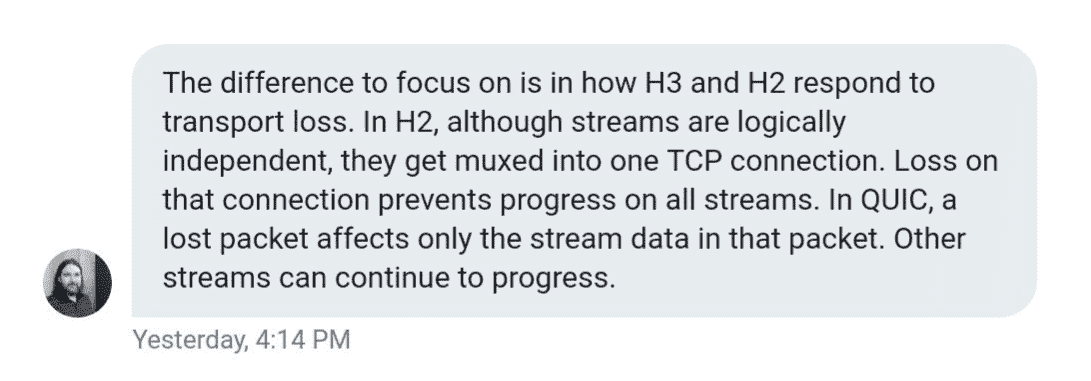 The difference to focus on is in how H3 and H2 respond to
transport loss. In H2, although streams are logically
independent, they get muxed into one TCP connection. Loss on
that connection prevents progress on all streams. In QUIC, a
lost packet affects only the stream data in that packet. Other
streams can continue to progress.
Yesterday, 4:14 PM